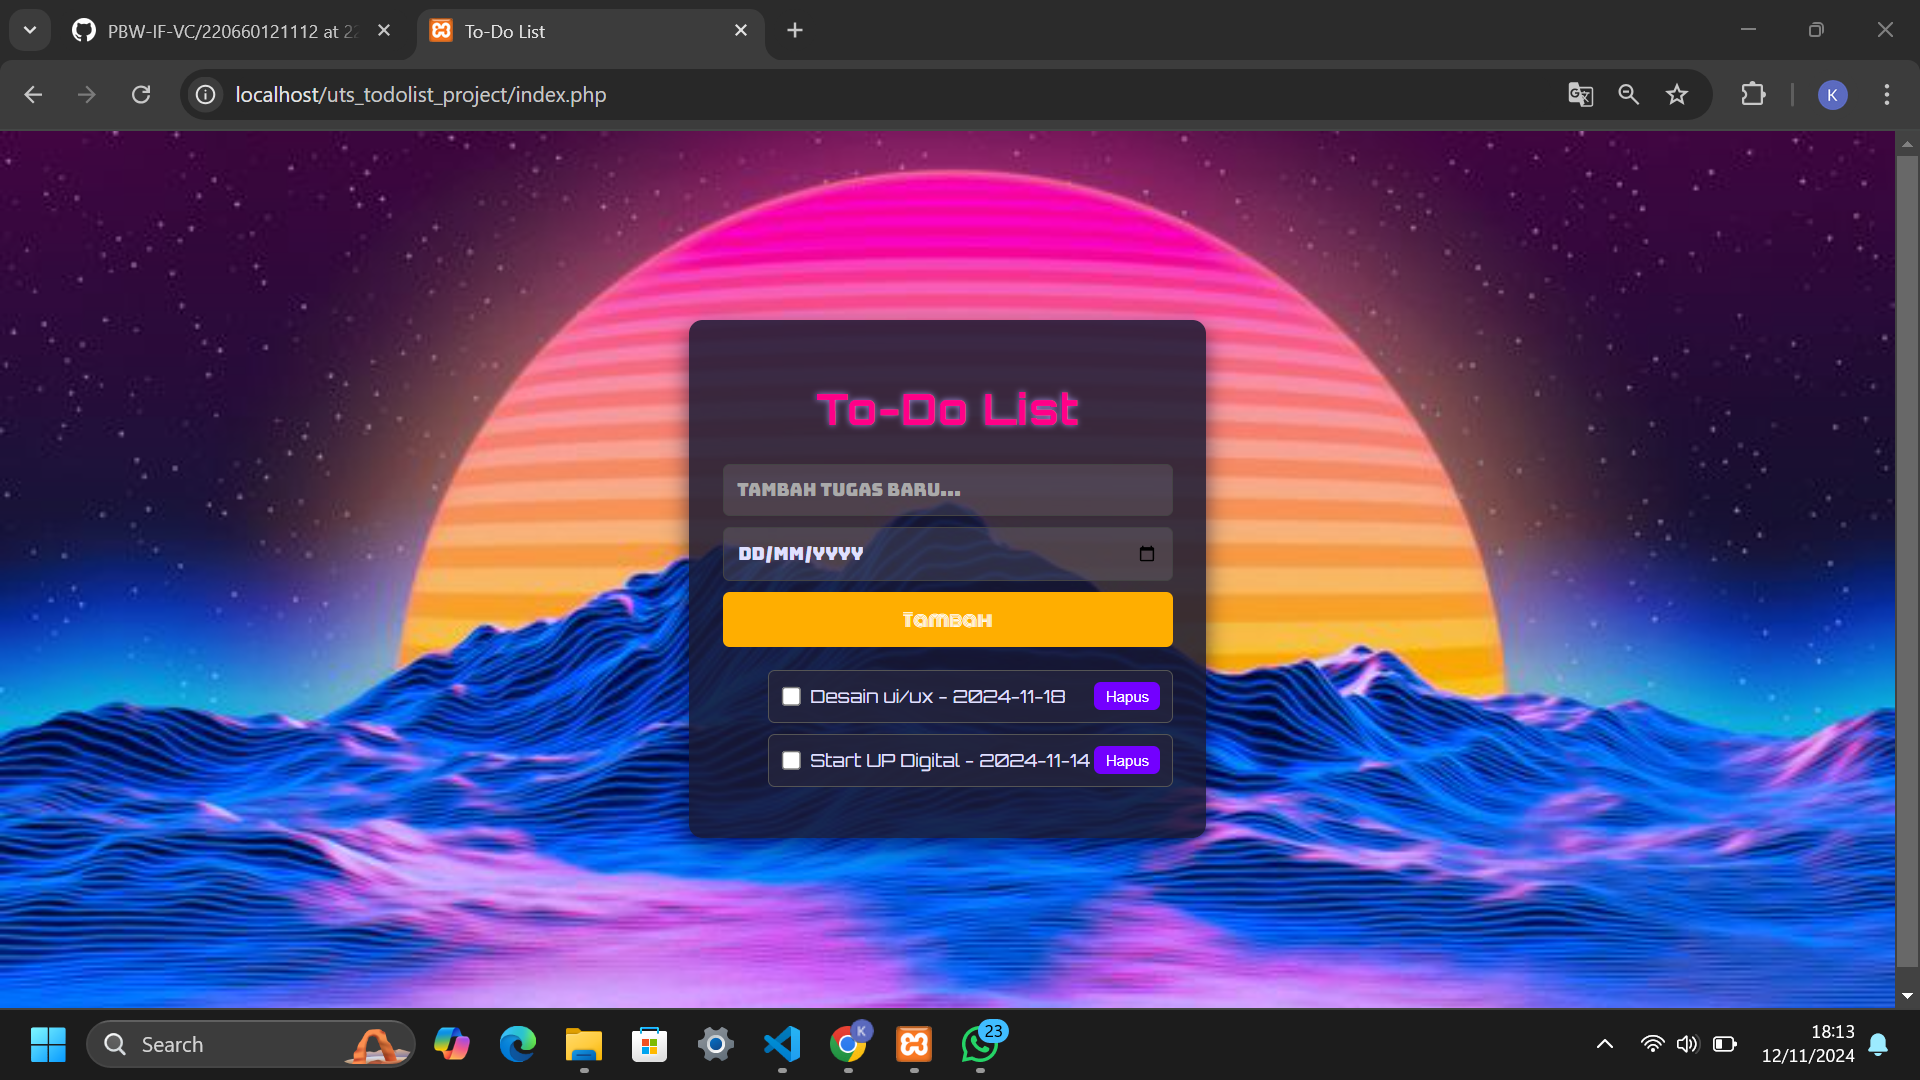 PBW-IF-VC/220660121112 at 22
To-Do List
localhost/uts_todolist_project/index.php
K
To-Do List
TAMBAH TUGAS BARU...
DD/MM/YYYY
TAMBAH
Desain ui/ux - 2024-11-18
Hapus
Start UP Digital - 2024-11-14
Hapus
Search
K
23
18:13
12/11/2024